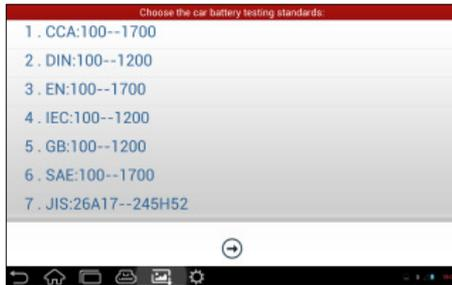 Choose the car battery testing standards:
1 . CCA:100--1700
2 . DIN:100--1200
3 . EN:100--1700
4 . IEC:100--1200
5 . GB:100--1200
6 . SAE:100--1700
7 . JIS:26A17--245H52